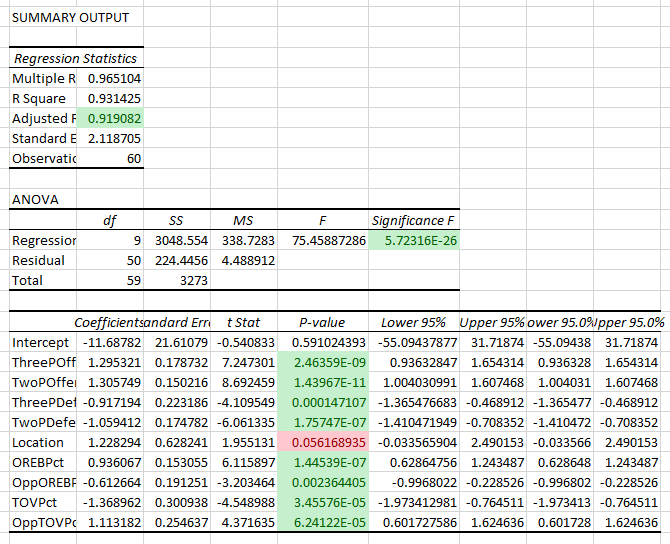 SUMMARY OUTPUT
Regression Statistics
Multiple R 0.965104
R Square 0.931425
Adjusted R 0.919082
Standard E 2.118705
Observatic 60
ANOVA
df SS MS F Significance F
Regression 9 3048.554 338.7283 75.45887286 5.72316E-26
Residual 50 224.4456 4.488912
Total 59 3273
Coefficients andard Erro t Stat P-value Lower 95% Upper 95% ower 95.0% Upper 95.0%
Intercept -11.68782 21.61079 -0.540833 0.591024393 -55.09437877 31.71874 -55.09438 31.71874
ThreePOff 1.295321 0.178732 7.247301 2.46359E-09 0.93632847 1.654314 0.936328 1.654314
TwoPOffe 1.305749 0.150216 8.692459 1.43967E-11 1.004030991 1.607468 1.004031 1.607468
ThreePDef -0.917194 0.223186 -4.109549 0.000147107 -1.365476683 -0.468912 -1.365477 -0.468912
TwoPDefe -1.059412 0.174782 -6.061335 1.75747E-07 -1.410471949 -0.708352 -1.410472 -0.708352
Location 1.228294 0.628241 1.955131 0.056168935 -0.033565904 2.490153 -0.033566 2.490153
OREBPct 0.936067 0.153055 6.115897 1.44539E-07 0.62864756 1.243487 0.628648 1.243487
OppOREBP -0.612664 0.191251 -3.203464 0.002364405 -0.9968022 -0.228526 -0.996802 -0.228526
TOVPct -1.368962 0.300938 -4.548988 3.45576E-05 -1.973412981 -0.764511 -1.973413 -0.764511
OppTOVPc 1.113182 0.254637 4.371635 6.24122E-05 0.601727586 1.624636 0.601728 1.624636